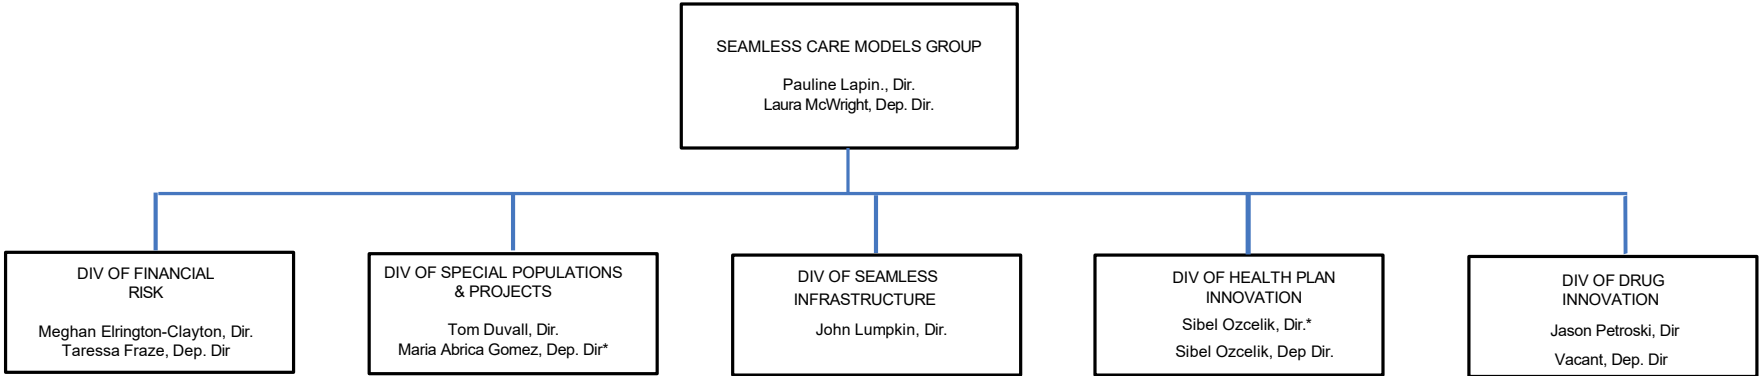 SEAMLESS CARE MODELS GROUP
Pauline Lapin., Dir.
Laura McWright, Dep. Dir.
DIV OF FINANCIAL
RISK
Meghan Elrington-Clayton, Dir.
Taressa Fraze, Dep. Dir
DIV OF SPECIAL POPULATIONS
& PROJECTS
Tom Duvall, Dir.
Maria Abrica Gomez, Dep. Dir*
DIV OF SEAMLESS
INFRASTRUCTURE
John Lumpkin, Dir.
DIV OF HEALTH PLAN
INNOVATION
Sibel Ozcelik, Dir.*
Sibel Ozcelik, Dep Dir.
DIV OF DRUG
INNOVATION
Jason Petroski, Dir
Vacant, Dep. Dir